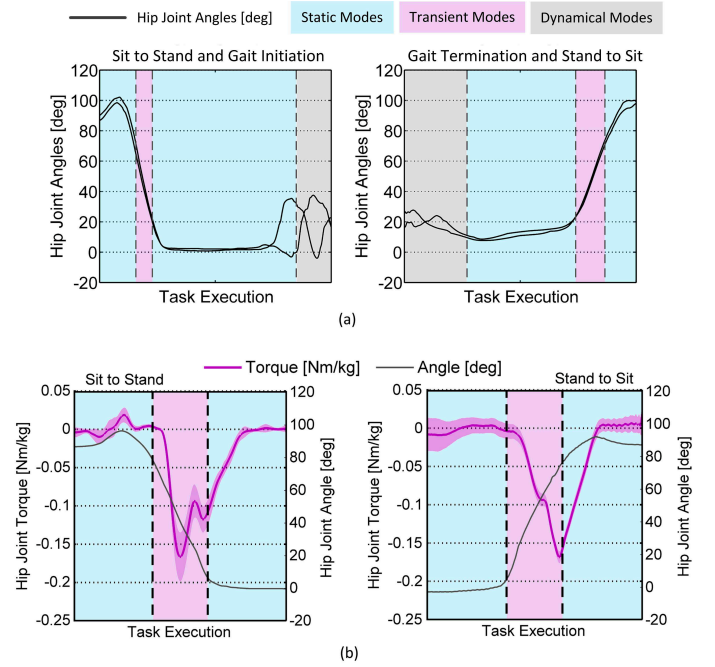 Hip Joint Angles [deg] Static Modes Transient Modes Dynamical Modes
Sit to Stand and Gait Initiation Gait Termination and Stand to Sit
Hip Joint Angles [deg]
120
100
80
60
40
20
0
-20
Task Execution
Hip Joint Angles [deg]
120
100
80
60
40
20
0
-20
Task Execution
(a)
Torque [Nm/kg] Angle [deg]
Sit to Stand
Hip Joint Torque [Nm/kg]
0.05
0
-0.05
-0.1
-0.15
-0.2
-0.25
120
100
80
60
40
20
0
-20
Hip Joint Angle [deg]
Task Execution
Stand to Sit
Hip Joint Torque [Nm/kg]
0.05
0
-0.05
-0.1
-0.15
-0.2
-0.25
120
100
80
60
40
20
0
-20
Hip Joint Angle [deg]
Task Execution
(b)